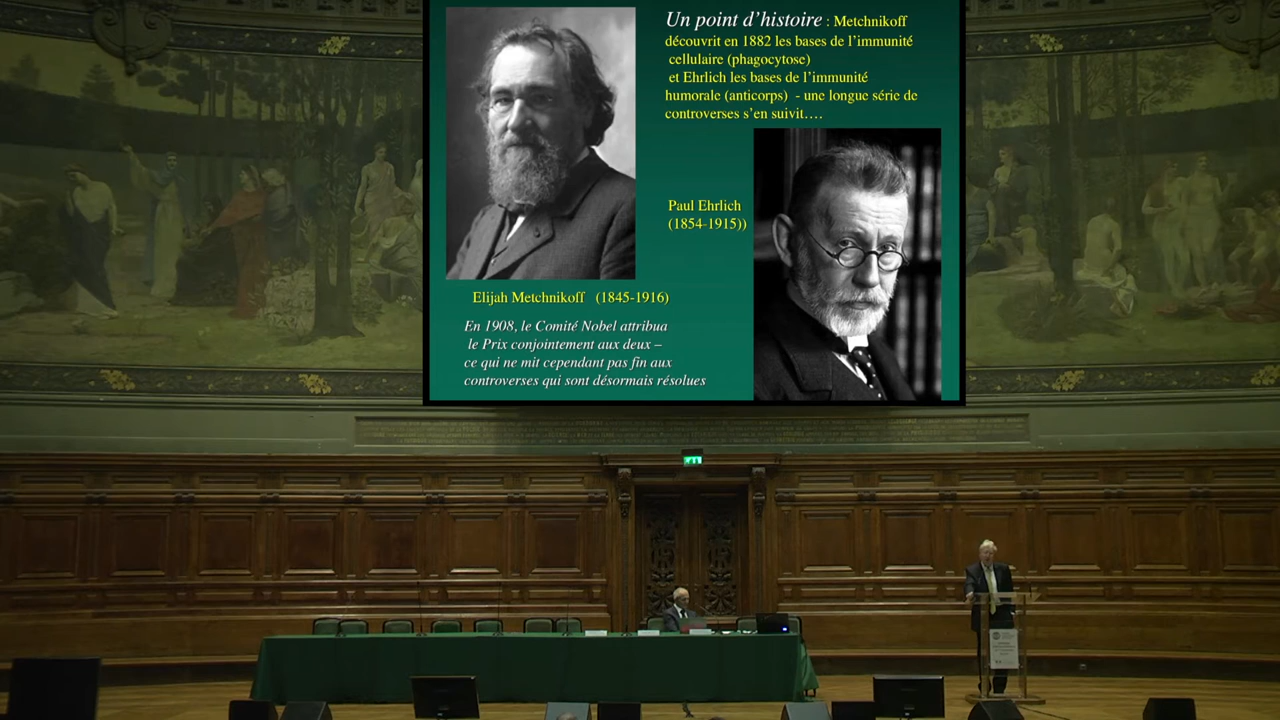 Un point d’histoire : Metchnikoff
découvrit en 1882 les bases de l’immunité
cellulaire (phagocytose)
et Ehrlich les bases de l’immunité
humorale (anticorps) - une longue série de
controverses s’en suivit….
Paul Ehrlich
(1854-1915))
Elijah Metchnikoff (1845-1916)
En 1908, le Comité Nobel attribua
le Prix conjointement aux deux –
ce qui ne mit cependant pas fin aux
controverses qui sont désormais résolues